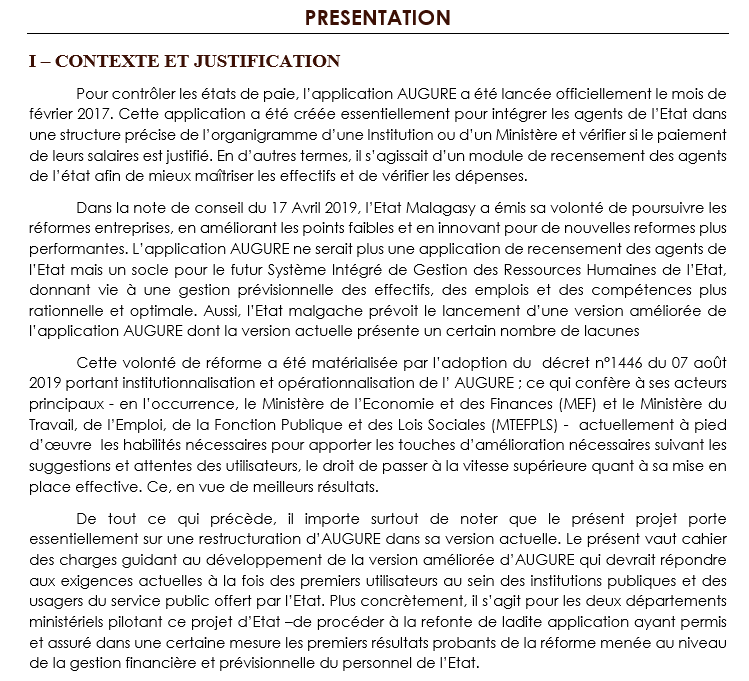 PRESENTATION
I – CONTEXTE ET JUSTIFICATION
Pour contrôler les états de paie, l’application AUGURE a été lancée officiellement le mois de
février 2017. Cette application a été créée essentiellement pour intégrer les agents de l’Etat dans
une structure précise de l’organigramme d’une Institution ou d’un Ministère et vérifier si le paiement
de leurs salaires est justifié. En d’autres termes, il s’agissait d’un module de recensement des agents
de l’état afin de mieux maîtriser les effectifs et de vérifier les dépenses.
Dans la note de conseil du 17 Avril 2019, l’Etat Malagasy a émis sa volonté de poursuivre les
réformes entreprises, en améliorant les points faibles et en innovant pour de nouvelles reformes plus
performantes. L’application AUGURE ne serait plus une application de recensement des agents de
l’Etat mais un socle pour le futur Système Intégré de Gestion des Ressources Humaines de l’Etat,
donnant vie à une gestion prévisionnelle des effectifs, des emplois et des compétences plus
rationnelle et optimale. Aussi, l’Etat malgache prévoit le lancement d’une version améliorée de
l’application AUGURE dont la version actuelle présente un certain nombre de lacunes
Cette volonté de réforme a été matérialisée par l’adoption du  décret n°1446 du 07 août
2019 portant institutionnalisation et opérationnalisation de l’ AUGURE ; ce qui confère à ses acteurs
principaux - en l’occurrence, le Ministère de l’Economie et des Finances (MEF) et le Ministère du
Travail, de l’Emploi, de la Fonction Publique et des Lois Sociales (MTEFPLS) -  actuellement à pied
d’œuvre  les habilités nécessaires pour apporter les touches d’amélioration nécessaires suivant les
suggestions et attentes des utilisateurs, le droit de passer à la vitesse supérieure quant à sa mise en
place effective. Ce, en vue de meilleurs résultats.
De tout ce qui précède, il importe surtout de noter que le présent projet porte
essentiellement sur une restructuration d’AUGURE dans sa version actuelle. Le présent vaut cahier
des charges guidant au développement de la version améliorée d’AUGURE qui devrait répondre
aux exigences actuelles à la fois des premiers utilisateurs au sein des institutions publiques et des
usagers du service public offert par l’Etat. Plus concrètement, il s’agit pour les deux départements
ministériels pilotant ce projet d’Etat –de procéder à la refonte de ladite application ayant permis
et assuré dans une certaine mesure les premiers résultats probants de la réforme menée au niveau
de la gestion financière et prévisionnelle du personnel de l’Etat.